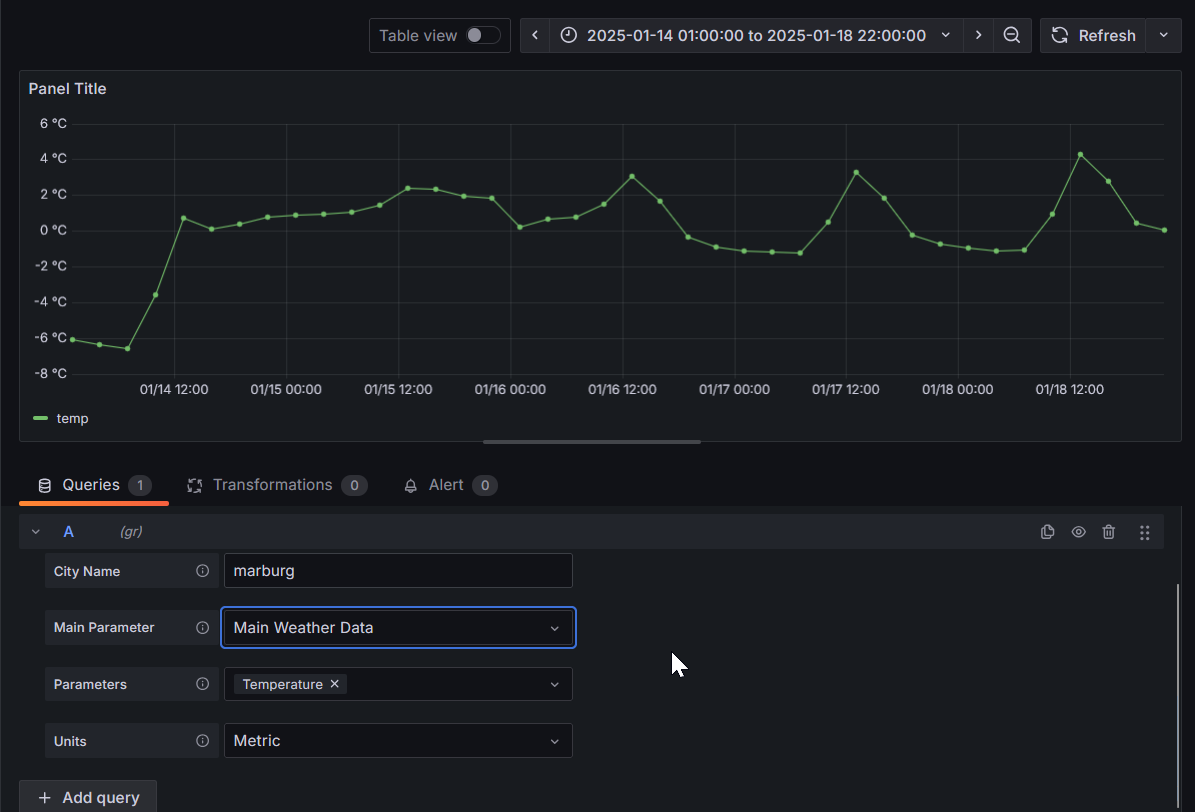 Table view 2025-01-14 01:00:00 to 2025-01-18 22:00:00 Refresh
Panel Title
6 °C
4 °C
2 °C
0 °C
-2 °C
-4 °C
-6 °C
-8 °C
01/14 12:00 01/15 00:00 01/15 12:00 01/16 00:00 01/16 12:00 01/17 00:00 01/17 12:00 01/18 00:00 01/18 12:00
temp
Queries 1 Transformations 0 Alert 0
A (gr)
City Name marburg
Main Parameter Main Weather Data
Parameters Temperature
Units Metric
+ Add query